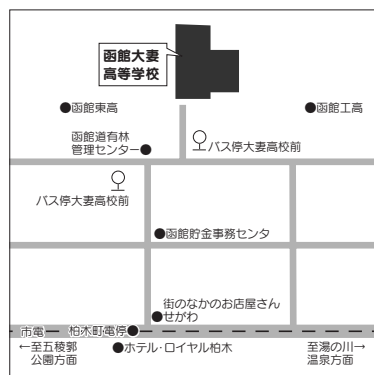 函館大妻
高等学校
●函館東高
●函館工高
函館道有林
管理センター●
バス停大妻高校前
バス停大妻高校前
●函館貯金事務センタ
街のなかのお店屋さん
●せがわ
市電
柏木町電停●
←至五稜郭
公園方面
●ホテル・ロイヤル柏木
至湯の川→
温泉方面